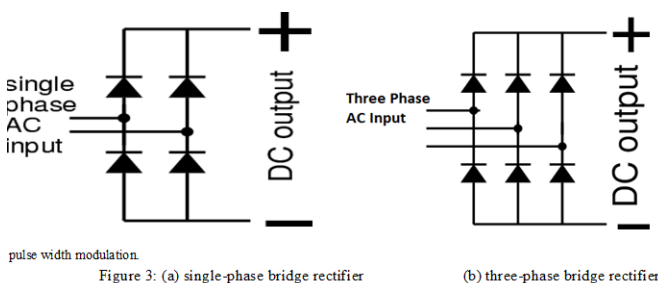 single
phase
AC
input
+
DC output
−
Three Phase
AC Input
+
DC output
−
pulse width modulation.
Figure 3: (a) single-phase bridge rectifier (b) three-phase bridge rectifier